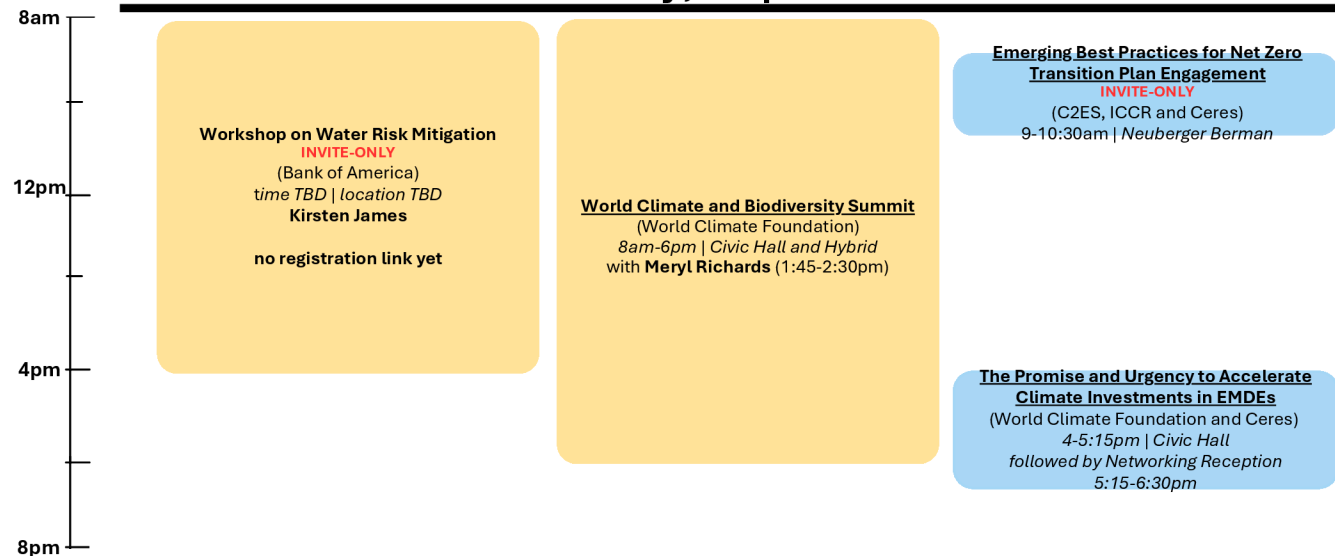 8am
12pm
4pm
8pm
Workshop on Water Risk Mitigation
INVITE-ONLY
(Bank of America)
time TBD | location TBD
Kirsten James
no registration link yet
World Climate and Biodiversity Summit
(World Climate Foundation)
8am-6pm | Civic Hall and Hybrid
with Meryl Richards (1:45-2:30pm)
Emerging Best Practices for Net Zero
Transition Plan Engagement
INVITE-ONLY
(C2ES, ICCR and Ceres)
9-10:30am | Neuberger Berman
The Promise and Urgency to Accelerate
Climate Investments in EMDEs
(World Climate Foundation and Ceres)
4-5:15pm | Civic Hall
followed by Networking Reception
5:15-6:30pm